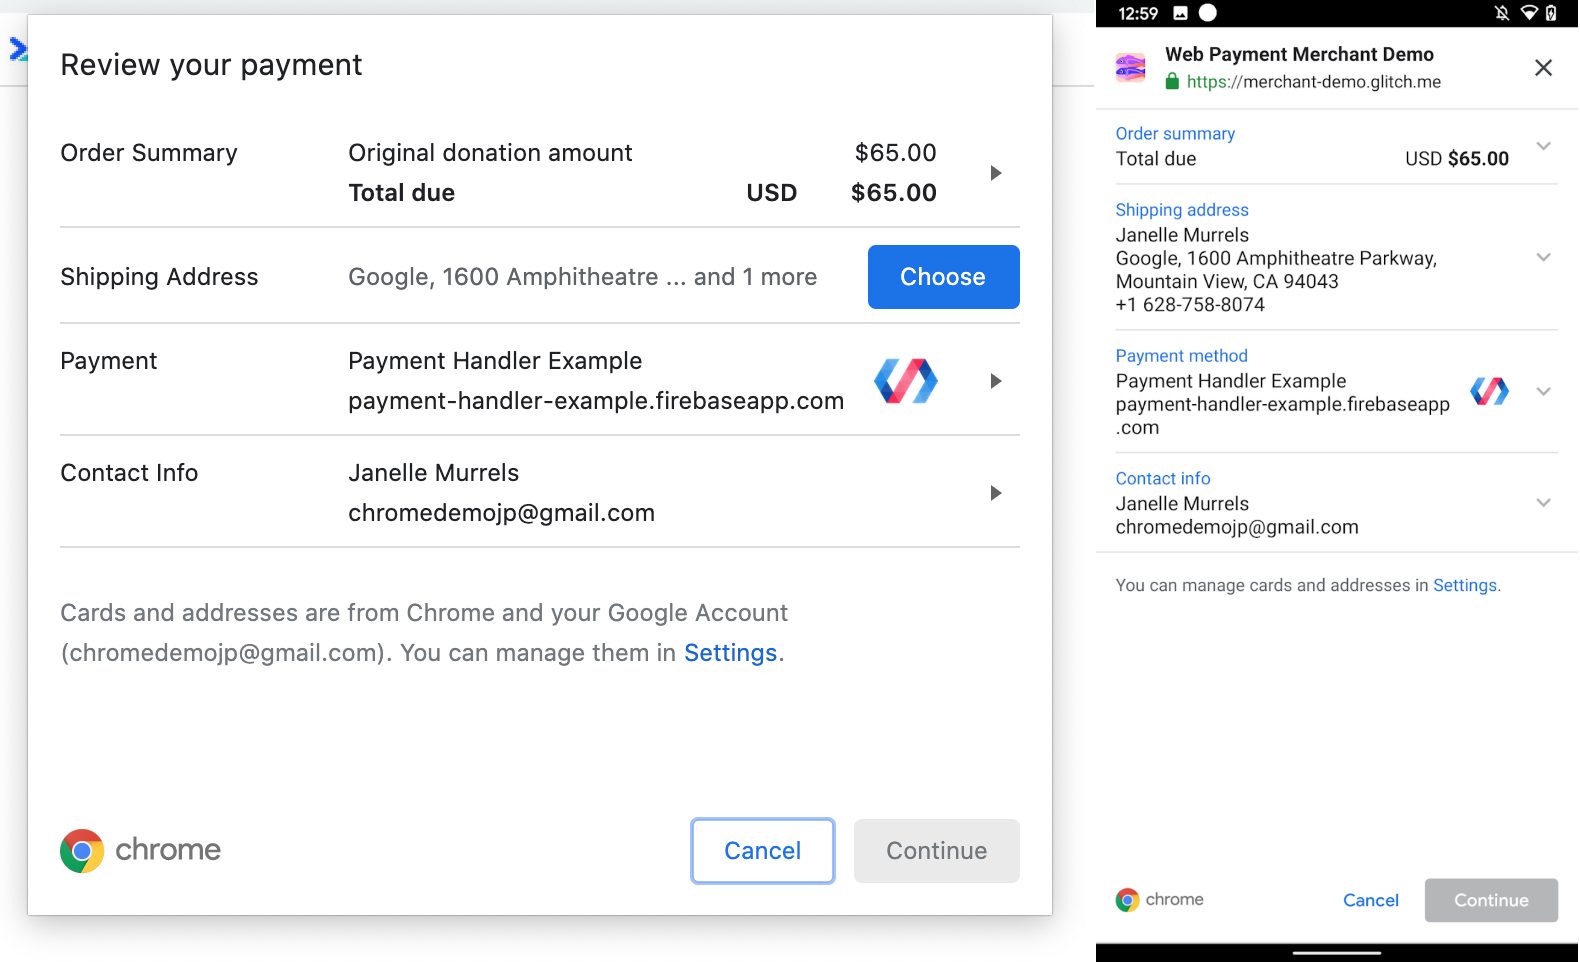 Review your payment
Order Summary
Original donation amount $65.00
Total due USD $65.00
Shipping Address
Google, 1600 Amphitheatre ... and 1 more
Choose
Payment
Payment Handler Example
payment-handler-example.firebaseapp.com
Contact Info
Janelle Murrels
chromedemojp@gmail.com
Cards and addresses are from Chrome and your Google Account
(chromedemojp@gmail.com). You can manage them in Settings.
chrome
Cancel
Continue
12:59
Web Payment Merchant Demo
https://merchant-demo.glitch.me
Order summary
Total due USD $65.00
Shipping address
Janelle Murrels
Google, 1600 Amphitheatre Parkway,
Mountain View, CA 94043
+1 628-758-8074
Payment method
Payment Handler Example
payment-handler-example.firebaseapp
.com
Contact info
Janelle Murrels
chromedemojp@gmail.com
You can manage cards and addresses in Settings.
chrome
Cancel
Continue